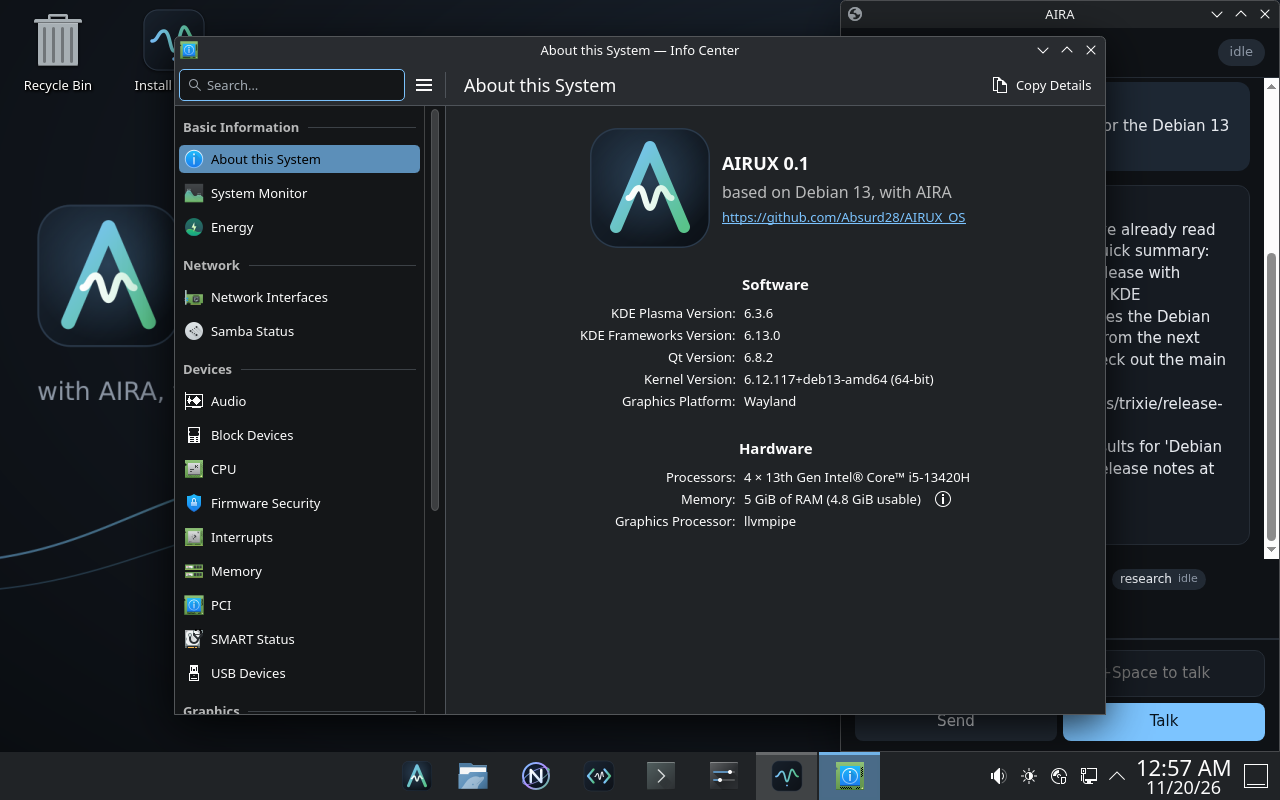 Recycle Bin
Install
with AIRA,
About this System — Info Center
Search...
About this System
Copy Details
Basic Information
About this System
System Monitor
Energy
Network
Network Interfaces
Samba Status
Devices
Audio
Block Devices
CPU
Firmware Security
Interrupts
Memory
PCI
SMART Status
USB Devices
Graphics
AIRUX 0.1
based on Debian 13, with AIRA
https://github.com/Absurd28/AIRUX_OS
Software
KDE Plasma Version: 6.3.6
KDE Frameworks Version: 6.13.0
Qt Version: 6.8.2
Kernel Version: 6.12.117+deb13-amd64 (64-bit)
Graphics Platform: Wayland
Hardware
Processors: 4 × 13th Gen Intel® Core™ i5-13420H
Memory: 5 GiB of RAM (4.8 GiB usable)
Graphics Processor: llvmpipe
AIRA
idle
or the Debian 13
e already read
uick summary:
lease with
KDE
es the Debian
rom the next
eck out the main
s/trixie/release-
ults for 'Debian
elease notes at
research idle
-Space to talk
Send
Talk
12:57 AM
11/20/26